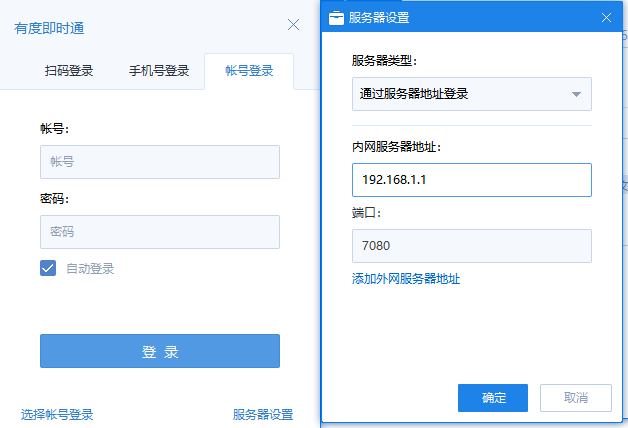 有度即时通
扫码登录
手机号登录
帐号登录
帐号：
帐号
密码：
密码
自动登录
登 录
选择帐号登录
服务器设置
服务器设置
服务器类型：
通过服务器地址登录
内网服务器地址：
192.168.1.1
端口：
7080
添加外网服务器地址
确定
取消